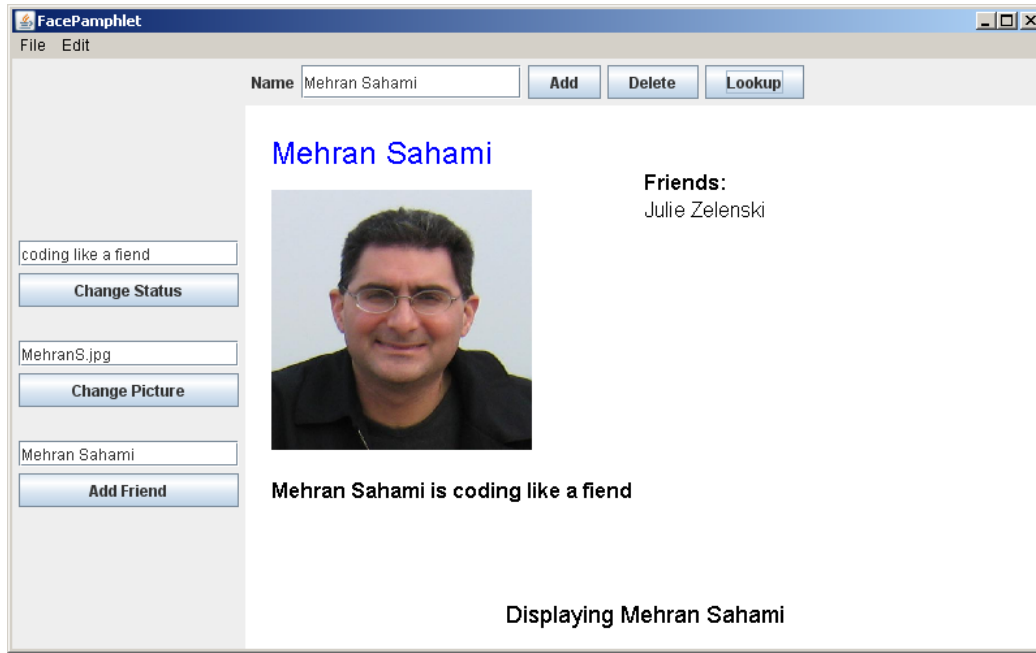 FacePamphlet
File Edit
Name Mehran Sahami Add Delete Lookup
Mehran Sahami
Friends:
Julie Zelenski
coding like a fiend
Change Status
MehranS.jpg
Change Picture
Mehran Sahami
Add Friend
Mehran Sahami is coding like a fiend
Displaying Mehran Sahami